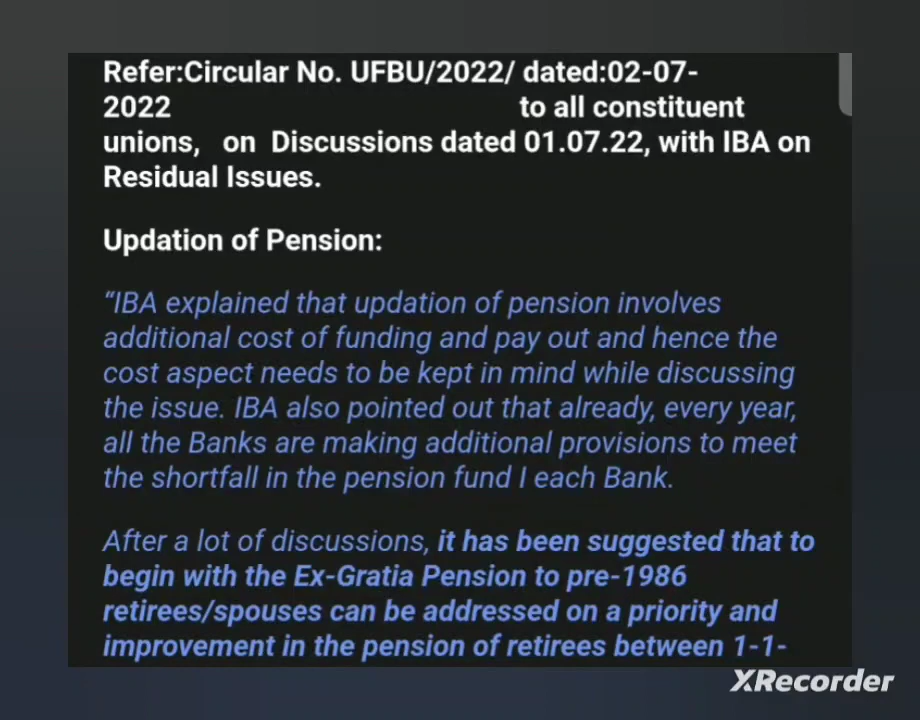 Refer:Circular No. UFBU/2022/ dated:02-07-
2022 to all constituent
unions, on Discussions dated 01.07.22, with IBA on
Residual Issues.
Updation of Pension:
“IBA explained that updation of pension involves
additional cost of funding and pay out and hence the
cost aspect needs to be kept in mind while discussing
the issue. IBA also pointed out that already, every year,
all the Banks are making additional provisions to meet
the shortfall in the pension fund I each Bank.
After a lot of discussions, it has been suggested that to
begin with the Ex-Gratia Pension to pre-1986
retirees/spouses can be addressed on a priority and
improvement in the pension of retirees between 1-1-
XRecorder